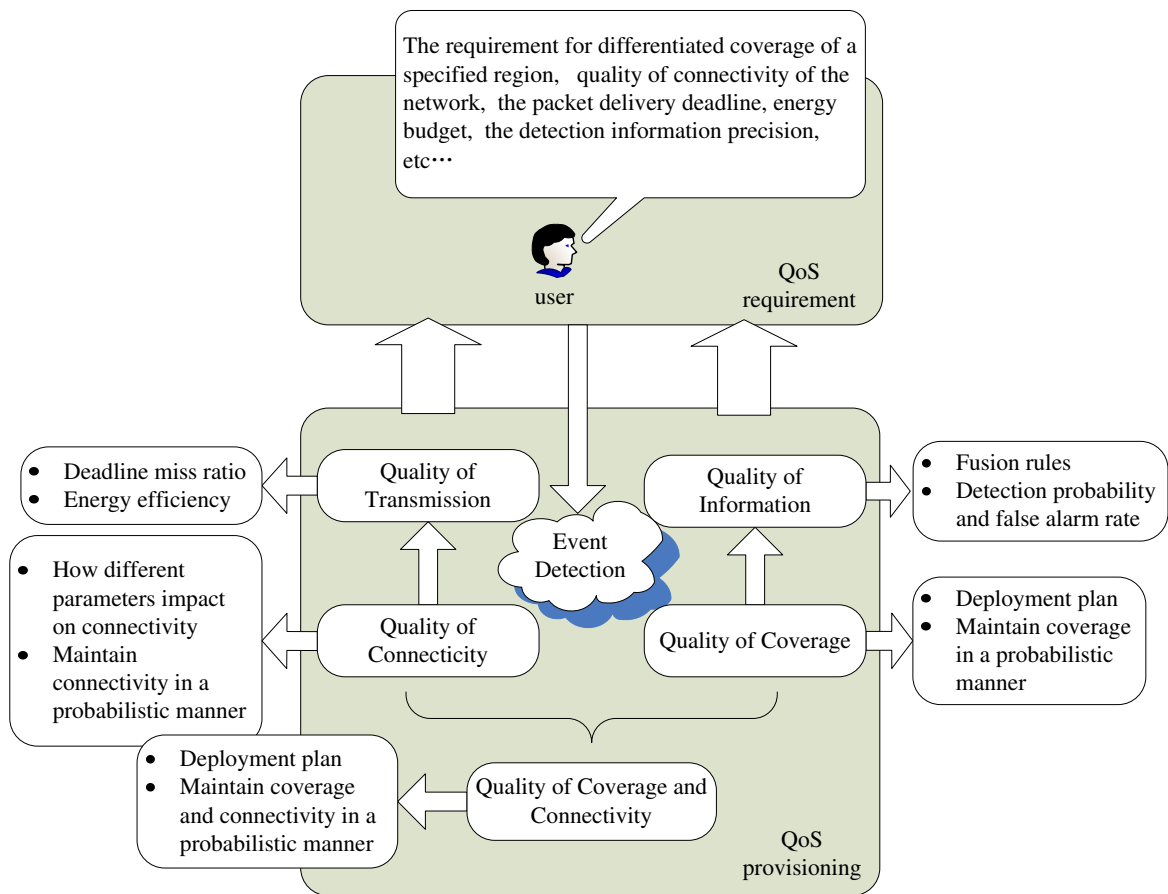 The requirement for differentiated coverage of a
specified region, quality of connectivity of the
network, the packet delivery deadline, energy
budget, the detection information precision,
etc···
user
QoS
requirement
• Deadline miss ratio
• Energy efficiency
Quality of
Transmission
Quality of
Information
• Fusion rules
• Detection probability
and false alarm rate
Event
Detection
• How different
parameters impact
on connectivity
• Maintain
connectivity in a
probabilistic manner
Quality of
Connecticity
Quality of Coverage
• Deployment plan
• Maintain coverage
in a probabilistic
manner
• Deployment plan
• Maintain coverage
and connectivity in a
probabilistic manner
Quality of Coverage and
Connectivity
QoS
provisioning